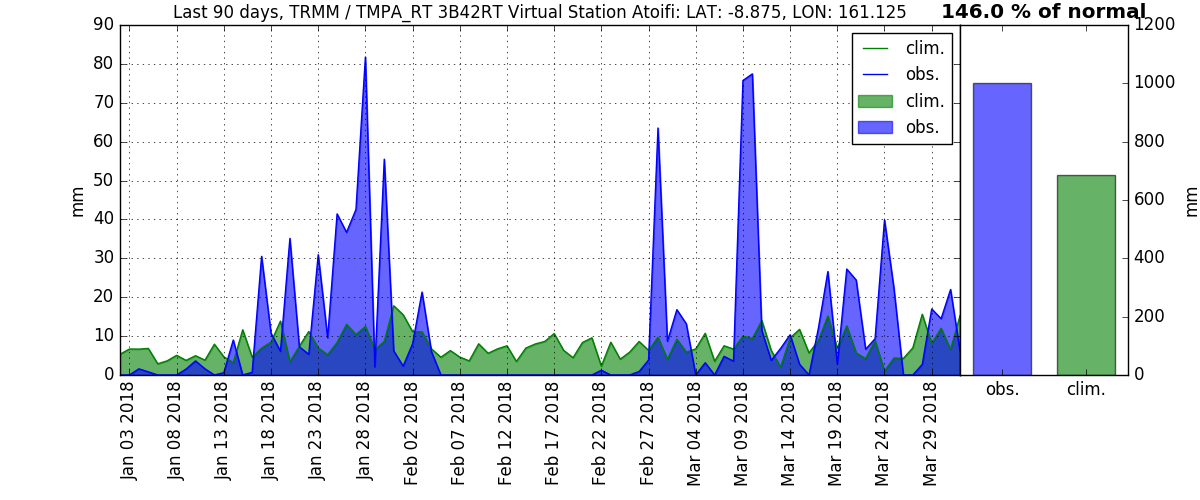 Last 90 days, TRMM / TMPA_RT 3B42RT Virtual Station Atoifi: LAT: -8.875, LON: 161.125
146.0 % of normal
90
80
70
60
50
40
30
20
10
0
mm
clim.
obs.
clim.
obs.
1200
1000
800
600
400
200
0
mm
obs. clim.
Jan 03 2018
Jan 08 2018
Jan 13 2018
Jan 18 2018
Jan 23 2018
Jan 28 2018
Feb 02 2018
Feb 07 2018
Feb 12 2018
Feb 17 2018
Feb 22 2018
Feb 27 2018
Mar 04 2018
Mar 09 2018
Mar 14 2018
Mar 19 2018
Mar 24 2018
Mar 29 2018